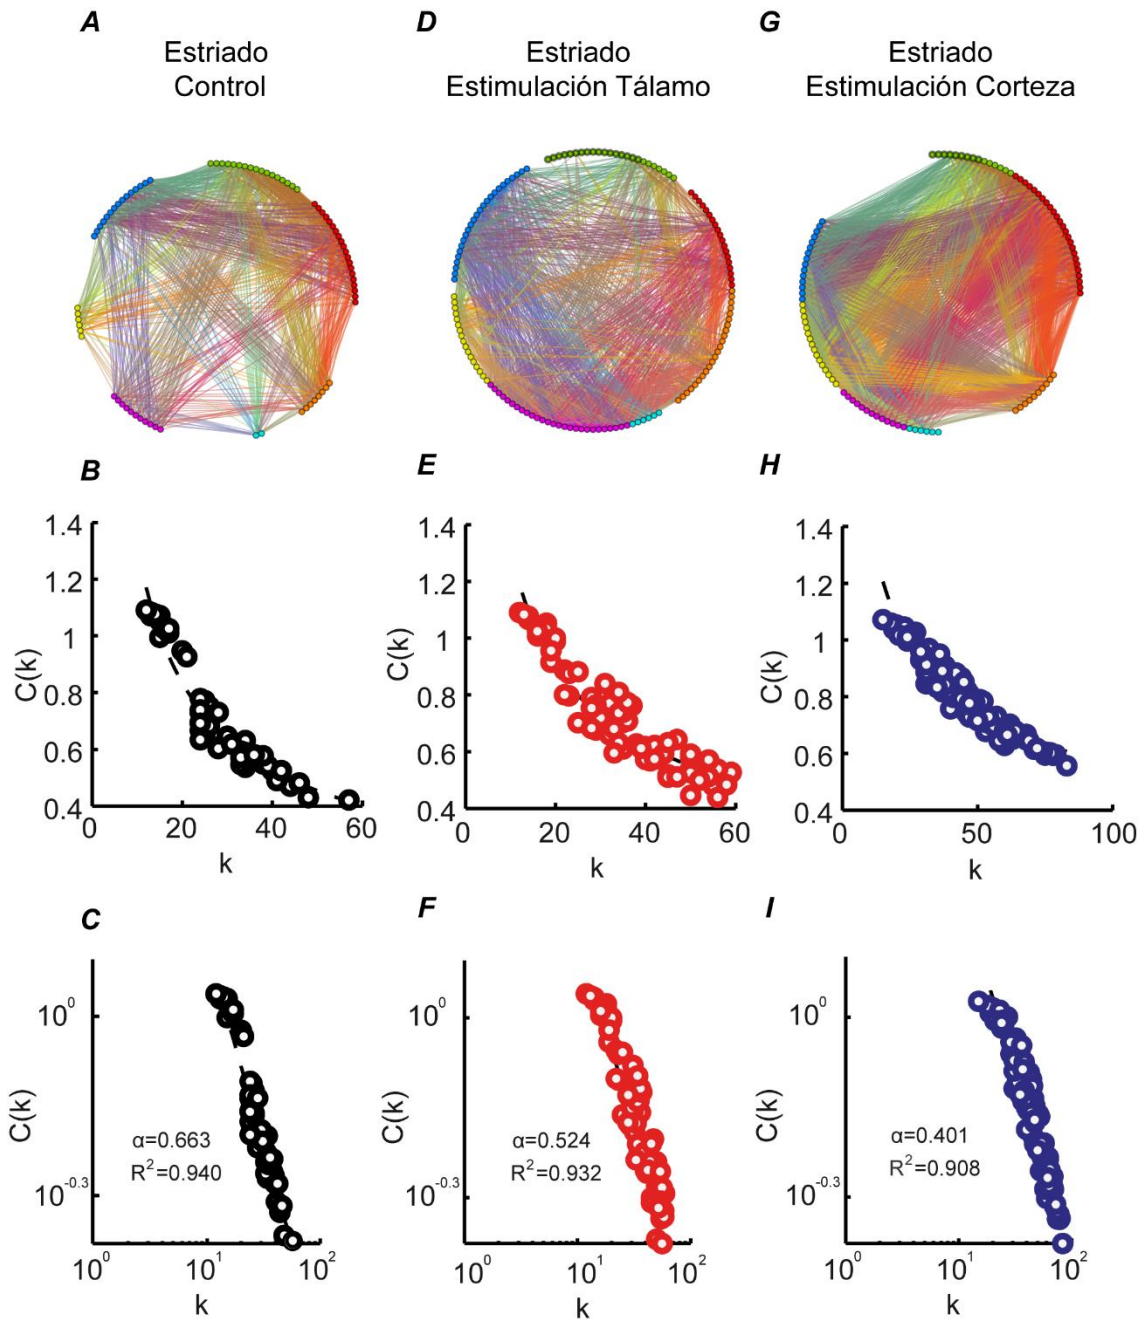 A
D
G
Estriado
Control
Estriado
Estimulación Tálamo
Estriado
Estimulación Corteza
B
E
H
C(k)
1.4
1.2
1
0.8
0.6
0.4
0
20
40
60
k
C(k)
1.4
1.2
1
0.8
0.6
0.4
0
20
40
60
k
C(k)
1.4
1.2
1
0.8
0.6
0.4
0
50
100
k
C
F
I
C(k)
10^0
10^-0.3
α=0.663
R²=0.940
10^0
10^1
10^2
k
C(k)
10^0
10^-0.3
α=0.524
R²=0.932
10^0
10^1
10^2
k
C(k)
10^0
10^-0.3
α=0.401
R²=0.908
10^0
10^1
10^2
k